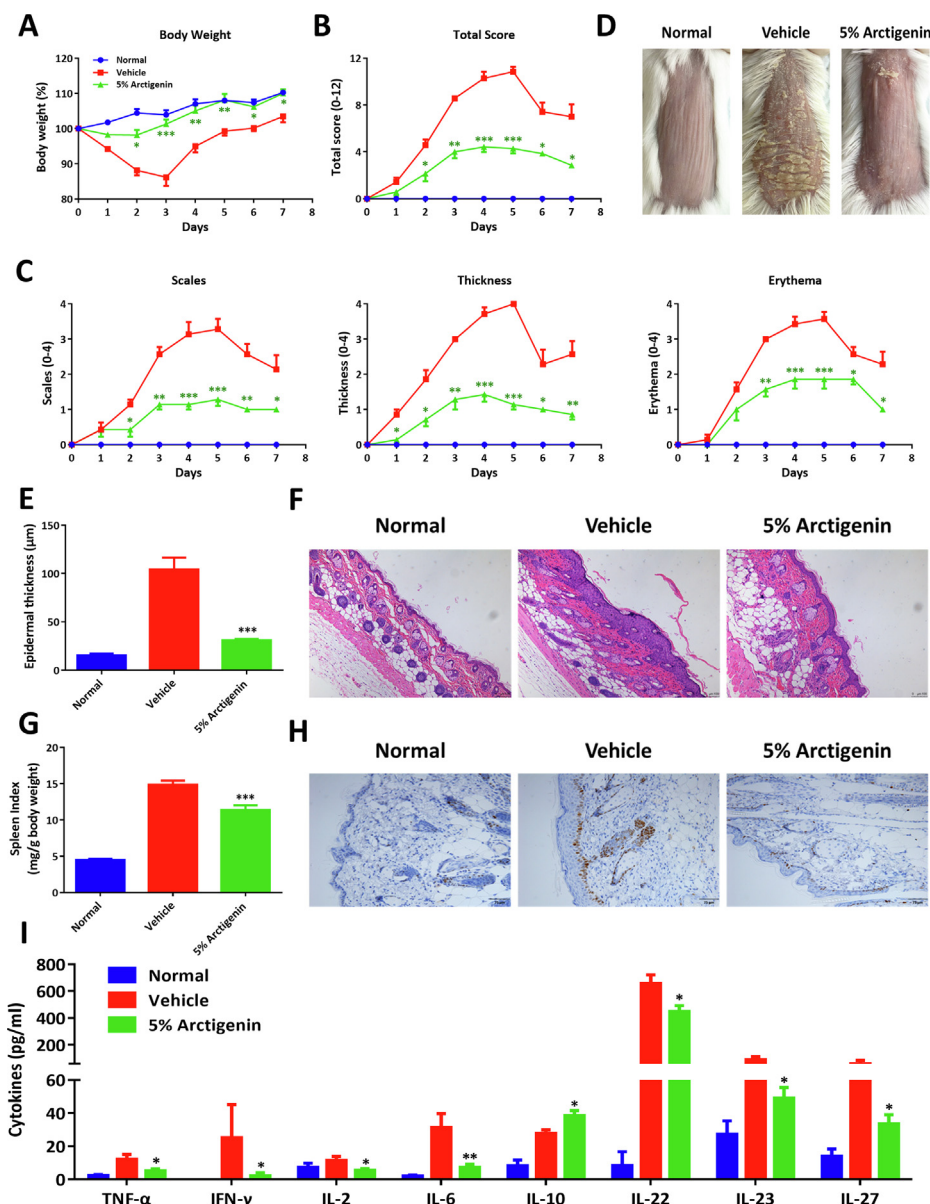 A
Body Weight
Normal
Vehicle
5% Arctigenin
Body weight (%)
120
110
100
90
80
*
***
**
**
*
*
0 1 2 3 4 5 6 7 8
Days
B
Total Score
Total score (0-12)
12
8
4
0
*
**
***
***
*
*
0 1 2 3 4 5 6 7 8
Days
D
Normal
Vehicle
5% Arctigenin
C
Scales
Scales (0-4)
4
3
2
1
0
*
**
***
***
**
*
0 1 2 3 4 5 6 7 8
Days
Thickness
Thickness (0-4)
4
3
2
1
0
*
*
**
***
***
*
**
0 1 2 3 4 5 6 7 8
Days
Erythema
Erythema (0-4)
4
3
2
1
0
**
***
***
*
*
0 1 2 3 4 5 6 7 8
Days
E
Epidermal thickness (μm)
150
100
50
0
***
Normal
Vehicle
5% Arctigenin
F
Normal
Vehicle
5% Arctigenin
G
Spleen Index
(mg/g body weight)
20
15
10
5
0
***
Normal
Vehicle
5% Arctigenin
H
Normal
Vehicle
5% Arctigenin
I
Normal
Vehicle
5% Arctigenin
Cytokines (pg/ml)
800
600
400
200
60
40
20
0
*
*
*
**
*
*
*
*
TNF-α IFN-γ IL-2 IL-6 IL-10 IL-22 IL-23 IL-27